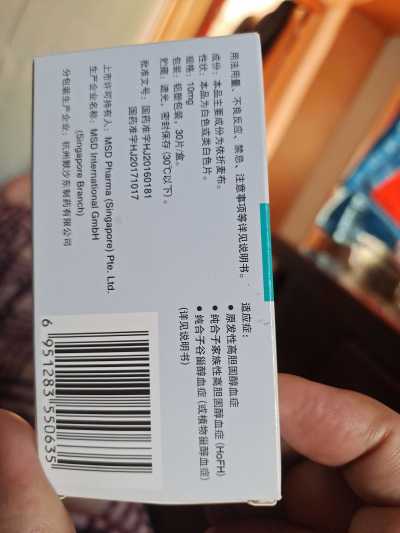 用法用量、不良反应、禁忌、注意事项等详见说明书。
成份：本品主要成份为依折麦布。
性状：本品为白色或类白色片。
规格：10mg
包装：铝塑包装，30片/盒。
贮藏：遮光，密封保存 (30℃以下)。
批准文号：国药准字HJ20160181
国药准字HJ20171017
上市许可持有人：MSD Pharma (Singapore) Pte. Ltd.
生产企业名称：MSD International GmbH
(Singapore Branch)
分包装生产企业：杭州默沙东制药有限公司
适应症：
● 原发性高胆固醇血症
● 纯合子家族性高胆固醇血症 (HoFH)
● 纯合子谷甾醇血症 (或植物甾醇血症)
(详见说明书)
6 951283 550635